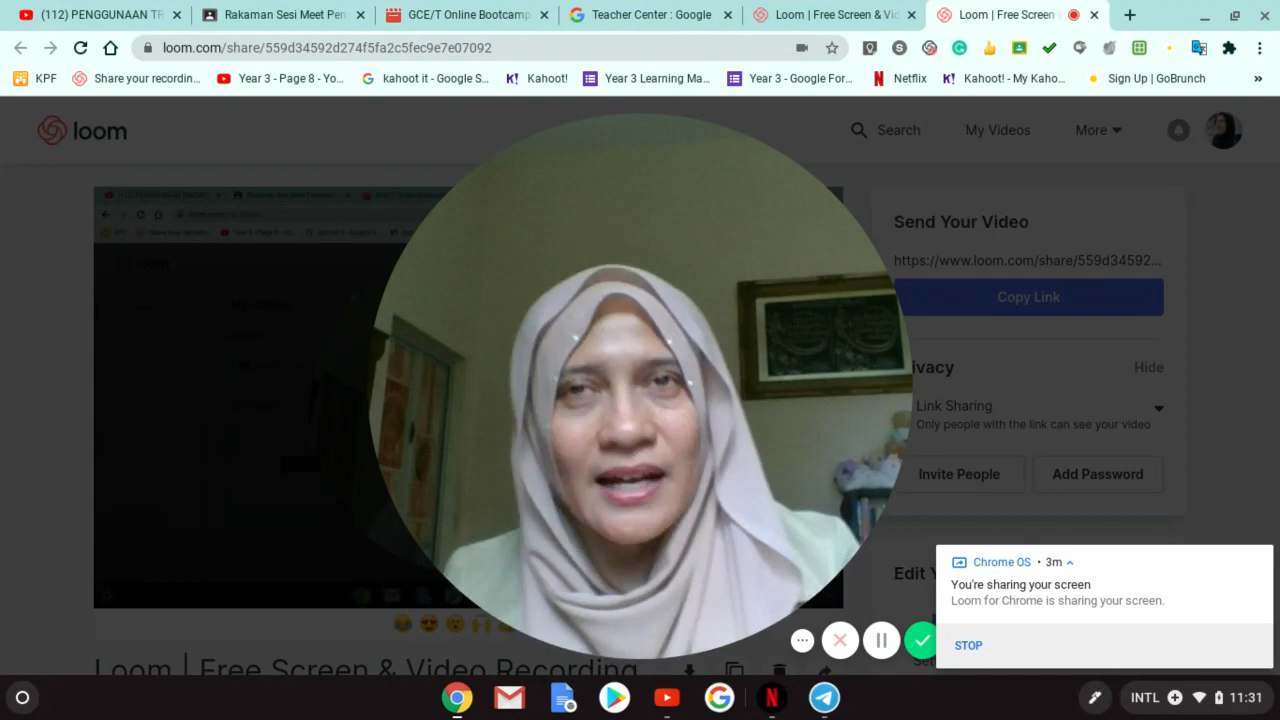 (112) PENGGUNAAN TR
Rakaman Sesi Meet Pen
GCE/T Online Bootcamp
Teacher Center : Google
Loom | Free Screen & Vid
Loom | Free Screen
loom.com/share/559d34592d274f5fa2c5fec9e7e07092
KPF
Share your recordin...
Year 3 - Page 8 - Yo...
kahoot it - Google S...
Kahoot!
Year 3 Learning Ma...
Year 3 - Google For...
Netflix
Kahoot! - My Kaho...
Sign Up | GoBrunch
loom
Search
My Videos
More
Send Your Video
https://www.loom.com/share/559d34592...
Copy Link
ivacy
Hide
Link Sharing
Only people with the link can see your video
Invite People
Add Password
Edit
Chrome OS • 3m
You're sharing your screen
Loom for Chrome is sharing your screen.
STOP
Loom | Free Screen & Video Recording
INTL
11:31